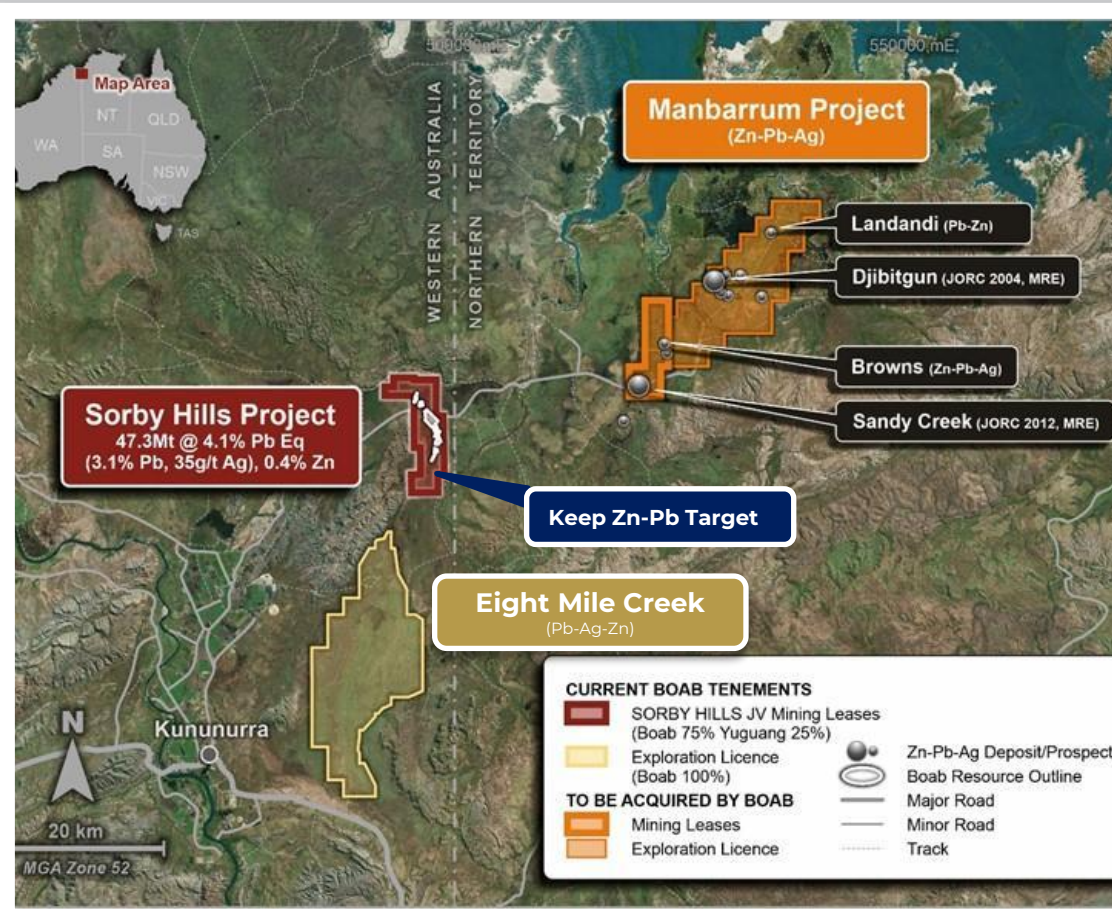 500000mE
550000,mE
Map Area
NT
QLD
WA
SA
NSW
VIC
TAS
WESTERN AUSTRALIA
NORTHERN TERRITORY
Manbarrum Project
(Zn-Pb-Ag)
Landandi (Pb-Zn)
Djibitgun (JORC 2004, MRE)
Browns (Zn-Pb-Ag)
Sandy Creek (JORC 2012, MRE)
Sorby Hills Project
47.3Mt @ 4.1% Pb Eq
(3.1% Pb, 35g/t Ag), 0.4% Zn
Keep Zn-Pb Target
Eight Mile Creek
(Pb-Ag-Zn)
N
Kununurra
20 km
MGA Zone 52
CURRENT BOAB TENEMENTS
SORBY HILLS JV Mining Leases
(Boab 75% Yuguang 25%)
Exploration Licence
(Boab 100%)
TO BE ACQUIRED BY BOAB
Mining Leases
Exploration Licence
Zn-Pb-Ag Deposit/Prospect
Boab Resource Outline
Major Road
Minor Road
Track